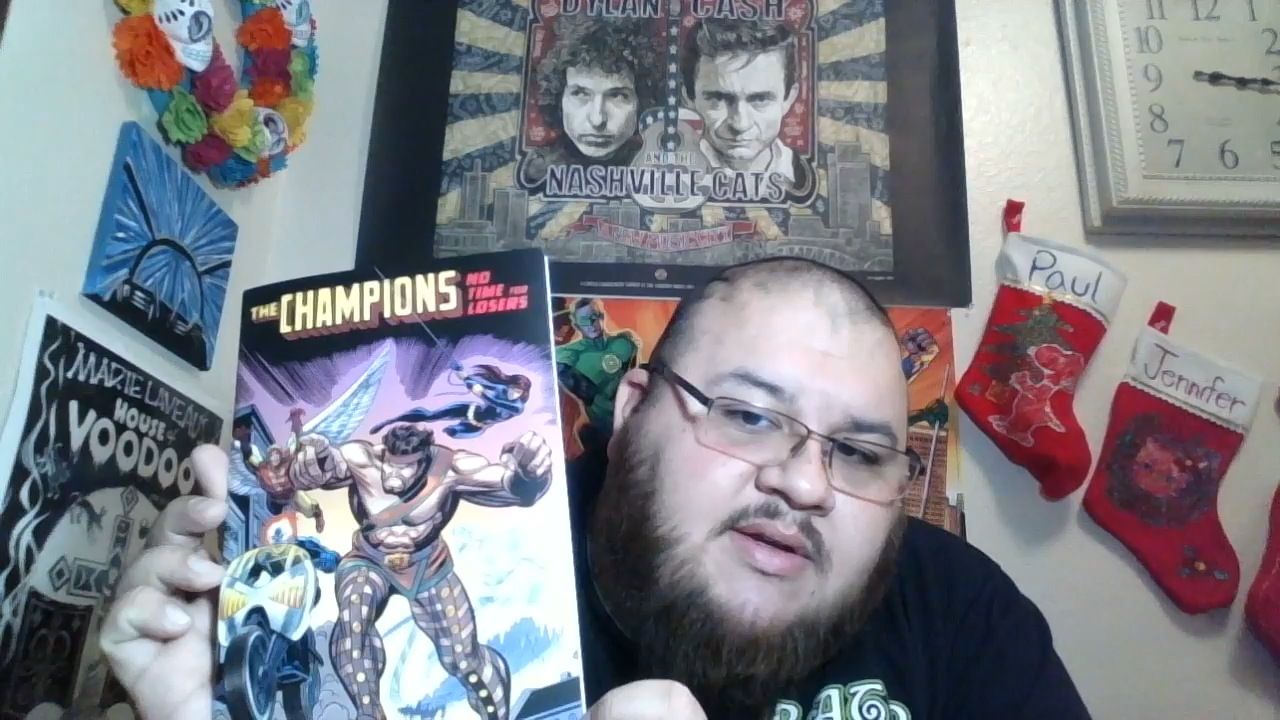 DYLAN CASH
AND THE
NASHVILLE CATS
THE CHAMPIONS
NO
TIME FOR
LOSERS
MARIE LAVEAU'S
HOUSE of
VOODOO
Paul
Jennifer
11 12 1
10 2
9
8
7 6 5